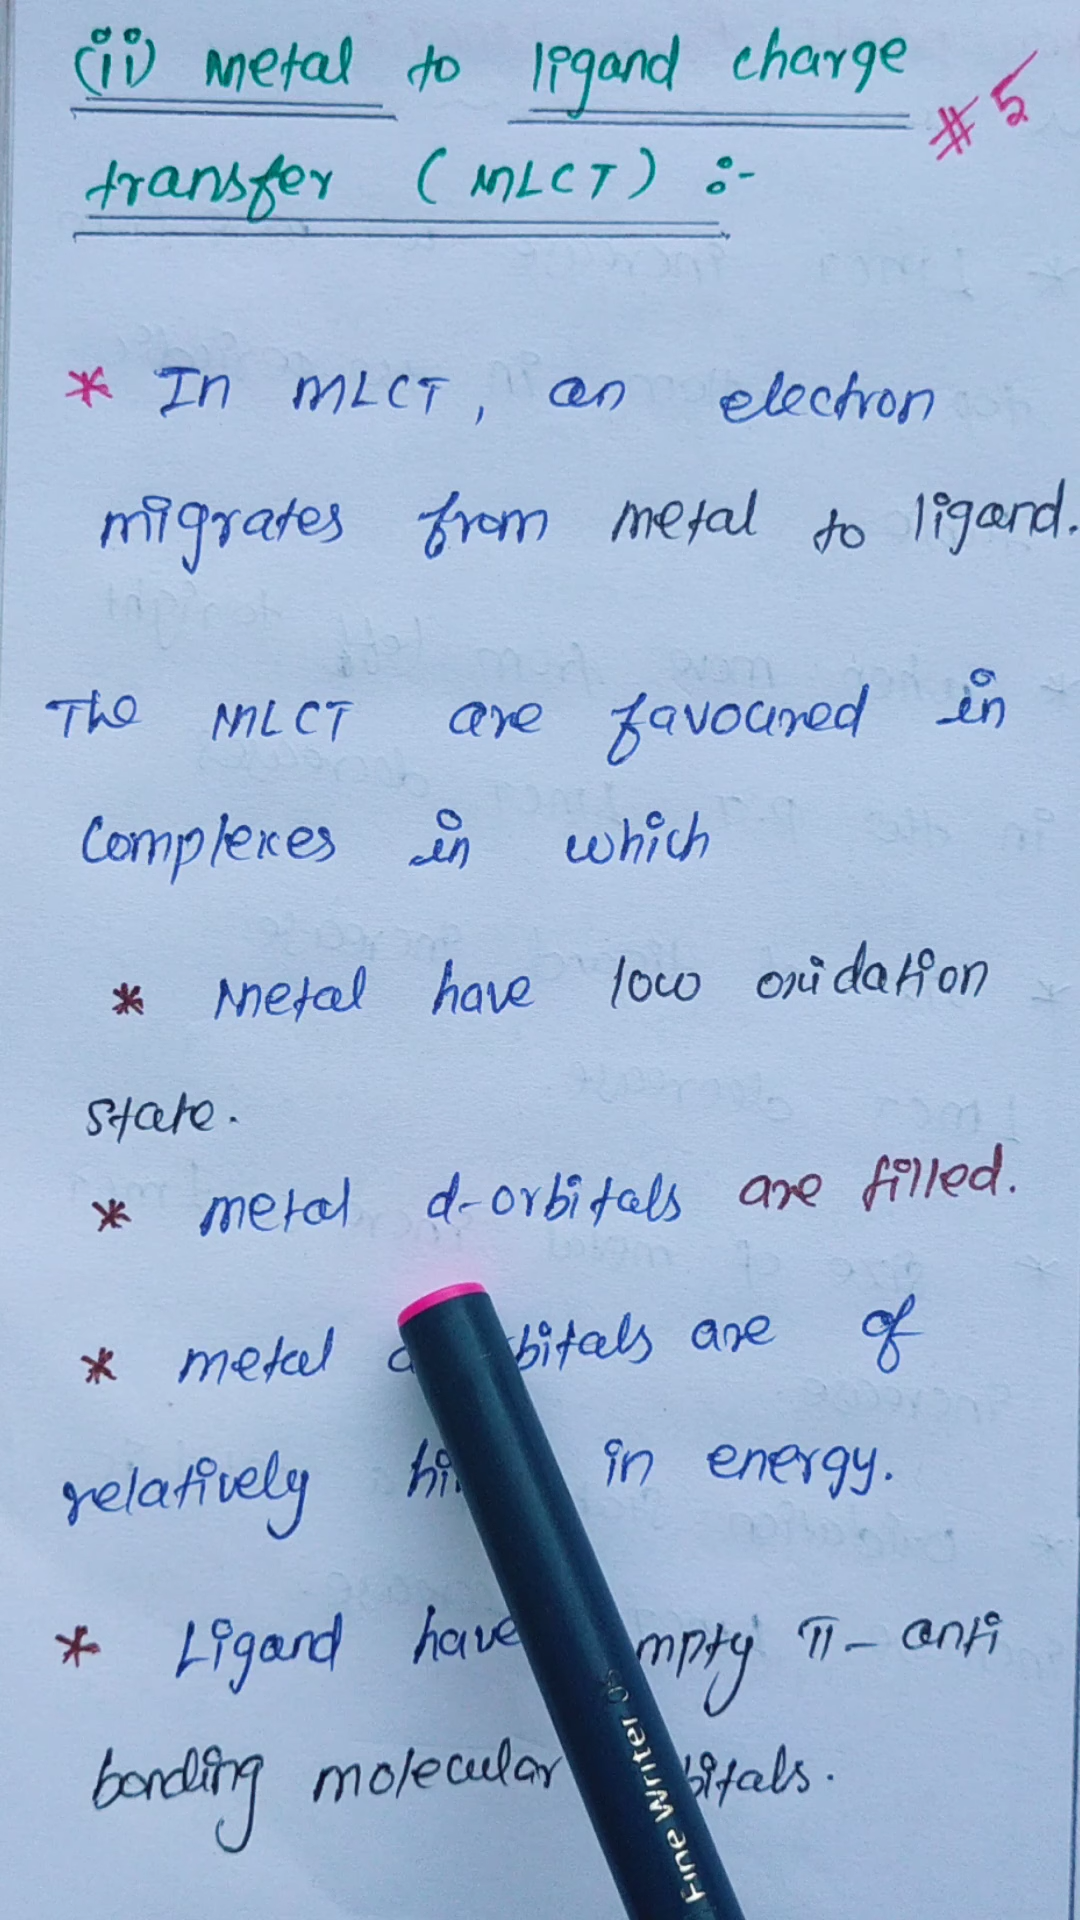 (ii) Metal to ligand charge
#5
transfer (MLCT) :-
* In MLCT, an electron
migrates from metal to ligand.
The MLCT are favoured in
Complexes in which
* Metal have low oxidation
state.
* metal d-orbitals are filled.
* metal bitals are of
relatively hi in energy.
* Ligand have mpty π- anti
bonding molecular bitals.
Fine Writer 0s